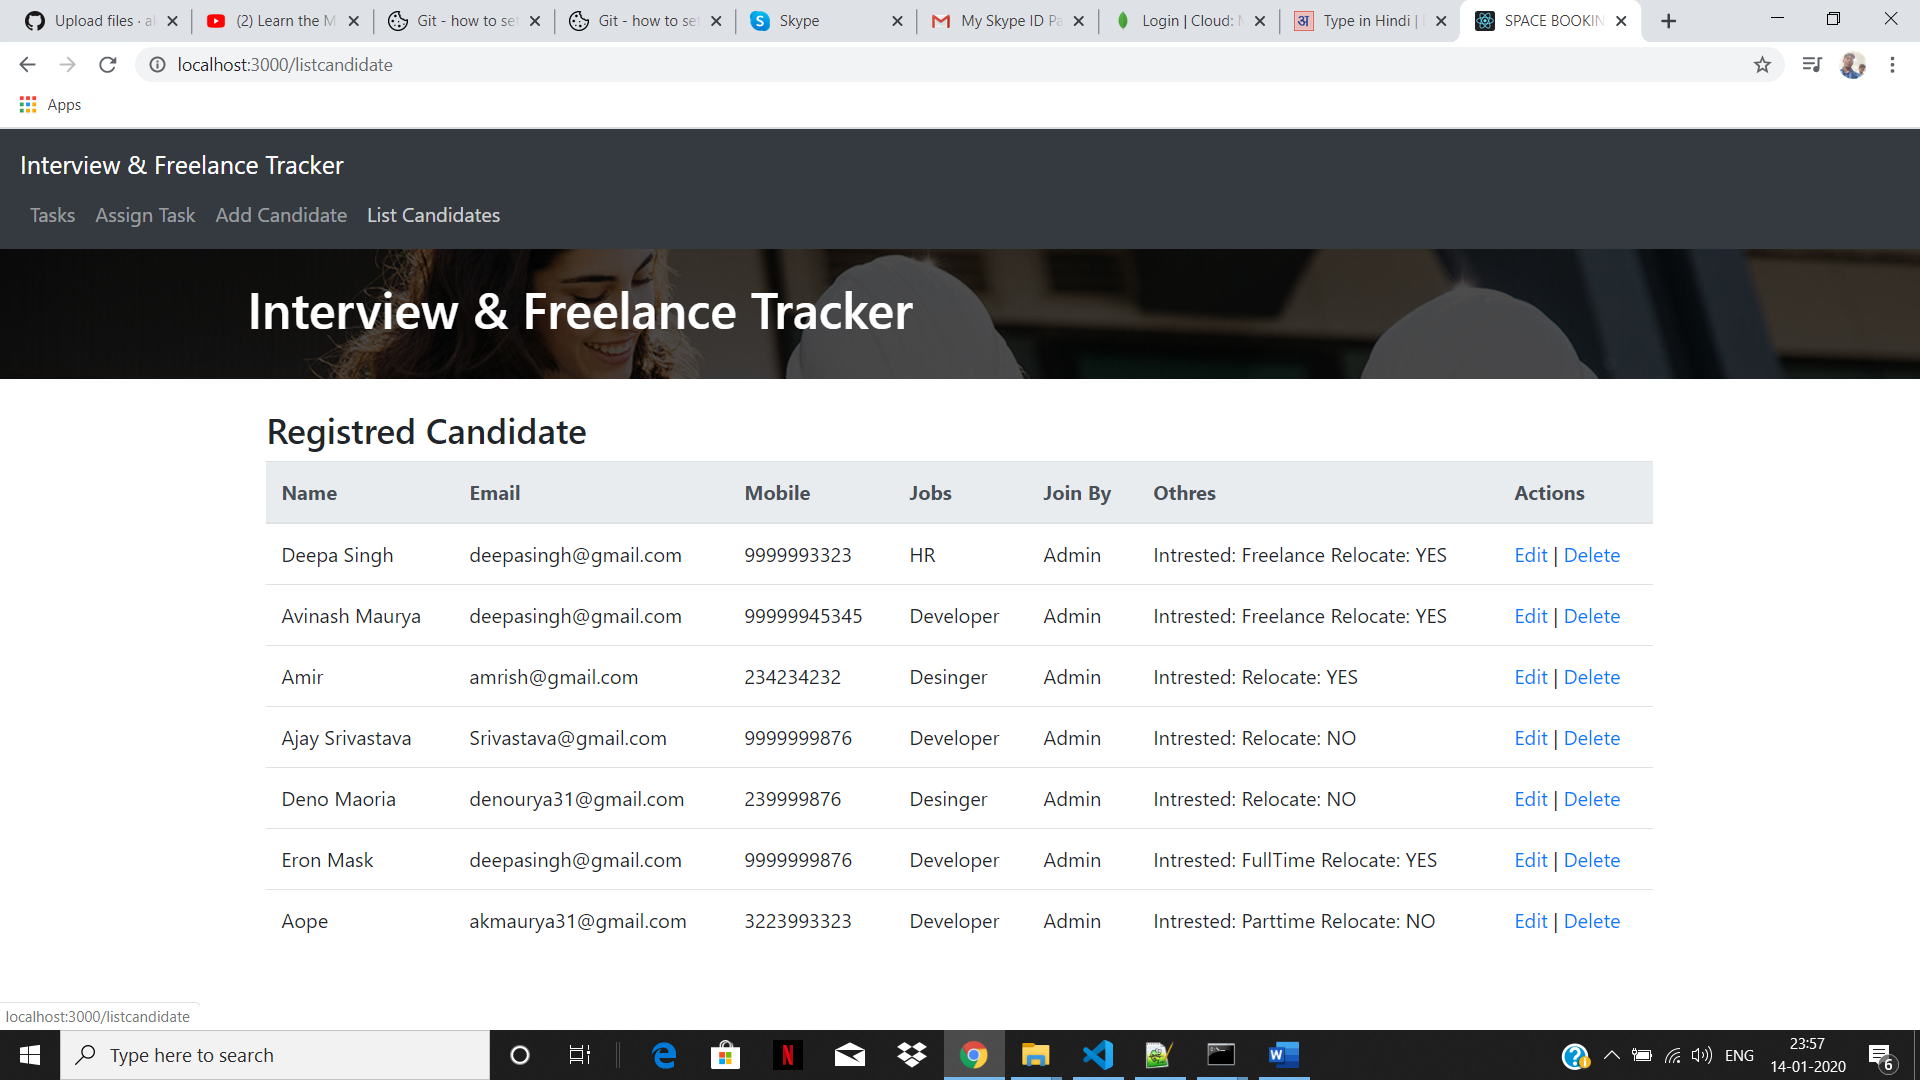 Upload files · a
(2) Learn the M
Git - how to se
Git - how to se
Skype
My Skype ID Pa
Login | Cloud: M
Type in Hindi |
SPACE BOOKIN
localhost:3000/listcandidate
Apps
Interview & Freelance Tracker
Tasks Assign Task Add Candidate List Candidates
Interview & Freelance Tracker
Registred Candidate
Name Email Mobile Jobs Join By Othres Actions
Deepa Singh deepasingh@gmail.com 9999993323 HR Admin Intrested: Freelance Relocate: YES Edit | Delete
Avinash Maurya deepasingh@gmail.com 99999945345 Developer Admin Intrested: Freelance Relocate: YES Edit | Delete
Amir amrish@gmail.com 234234232 Desinger Admin Intrested: Relocate: YES Edit | Delete
Ajay Srivastava Srivastava@gmail.com 9999999876 Developer Admin Intrested: Relocate: NO Edit | Delete
Deno Maoria denourya31@gmail.com 239999876 Desinger Admin Intrested: Relocate: NO Edit | Delete
Eron Mask deepasingh@gmail.com 9999999876 Developer Admin Intrested: FullTime Relocate: YES Edit | Delete
Aope akmaurya31@gmail.com 3223993323 Developer Admin Intrested: Parttime Relocate: NO Edit | Delete
localhost:3000/listcandidate
Type here to search
ENG
23:57
14-01-2020
6